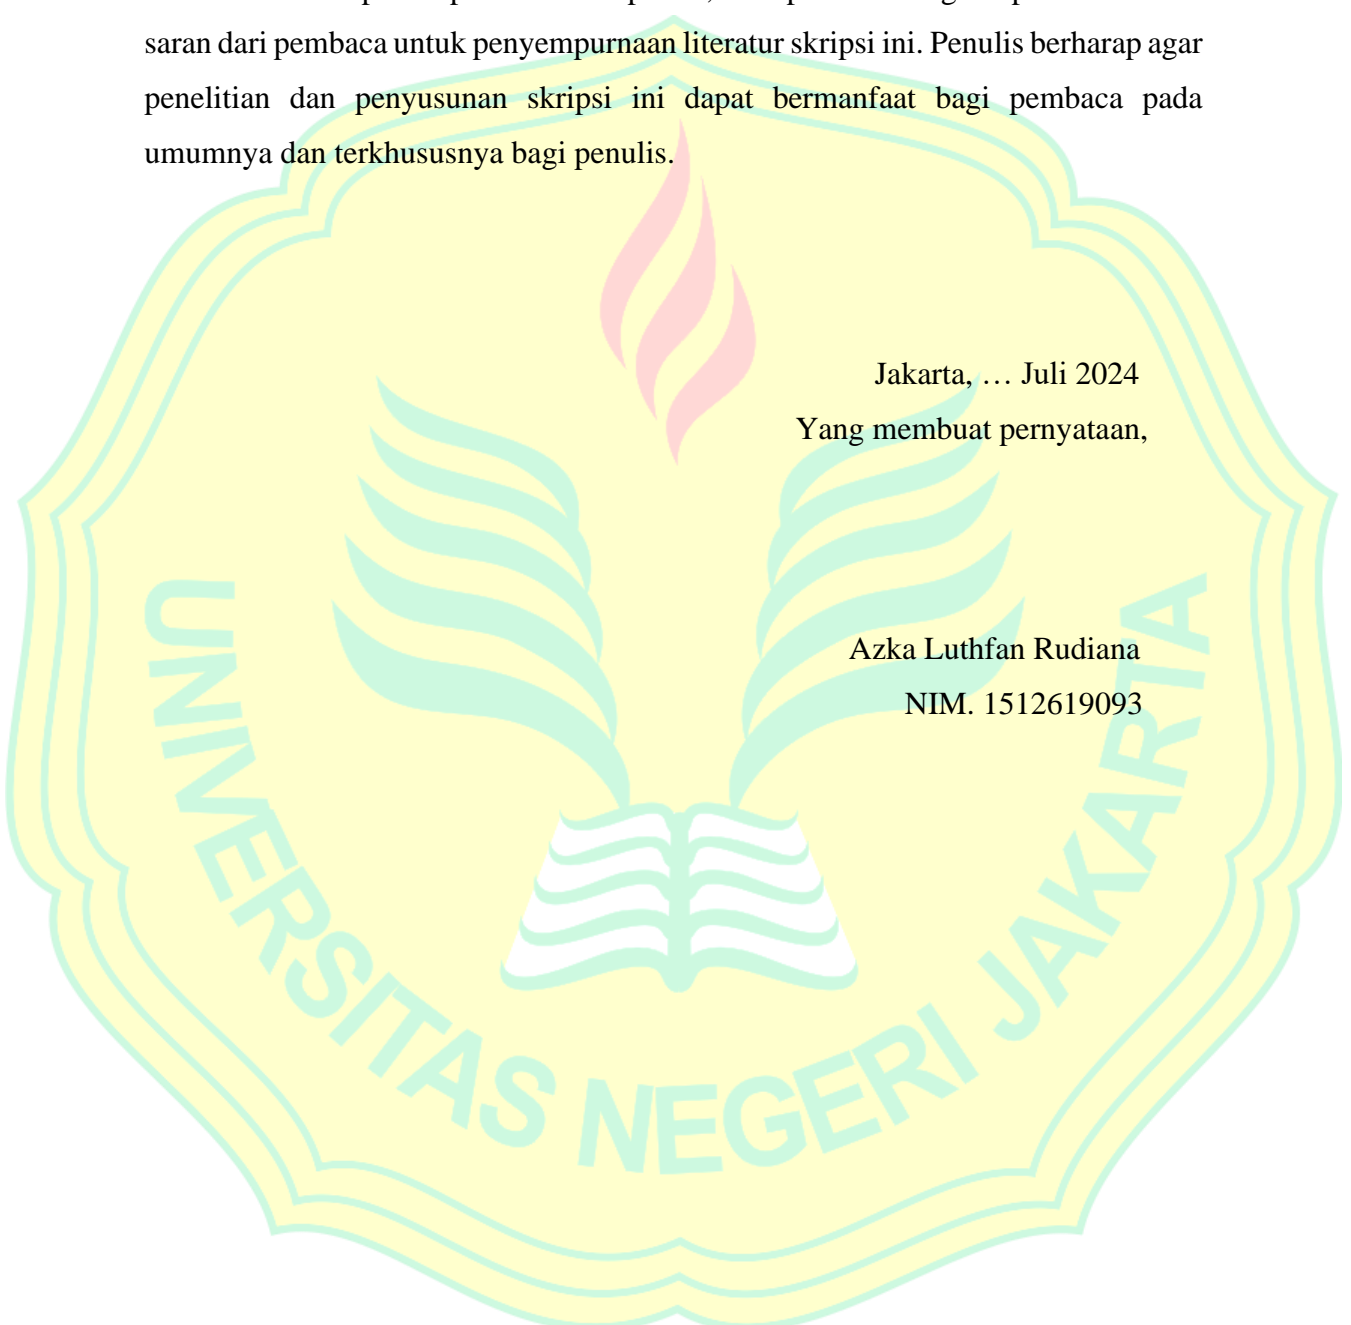 saran dari pembaca untuk penyempurnaan literatur skripsi ini. Penulis berharap agar
penelitian dan penyusunan skripsi ini dapat bermanfaat bagi pembaca pada
umumnya dan terkhususnya bagi penulis.
Jakarta, … Juli 2024
Yang membuat pernyataan,
Azka Luthfan Rudiana
NIM. 1512619093
UNIVERSITAS NEGERI JAKARTA